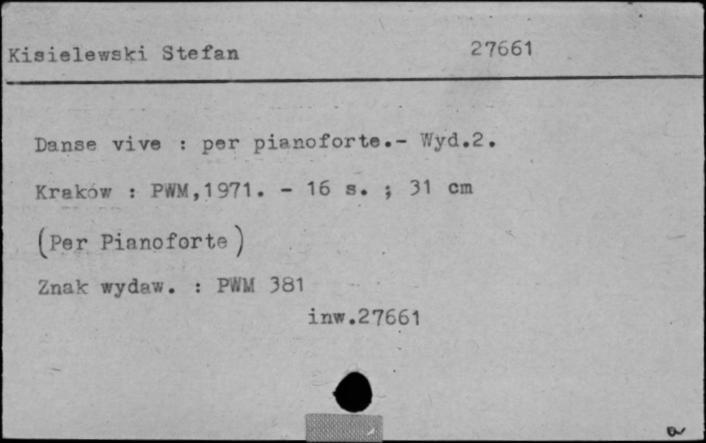 Kisielewski Stefan 27661
Danse vive : per pianoforte.- Wyd.2.
Kraków : PWM,1971. - 16 s. ; 31 cm
(Per Pianoforte)
Znak wydaw. : PWM 381
inw.27661